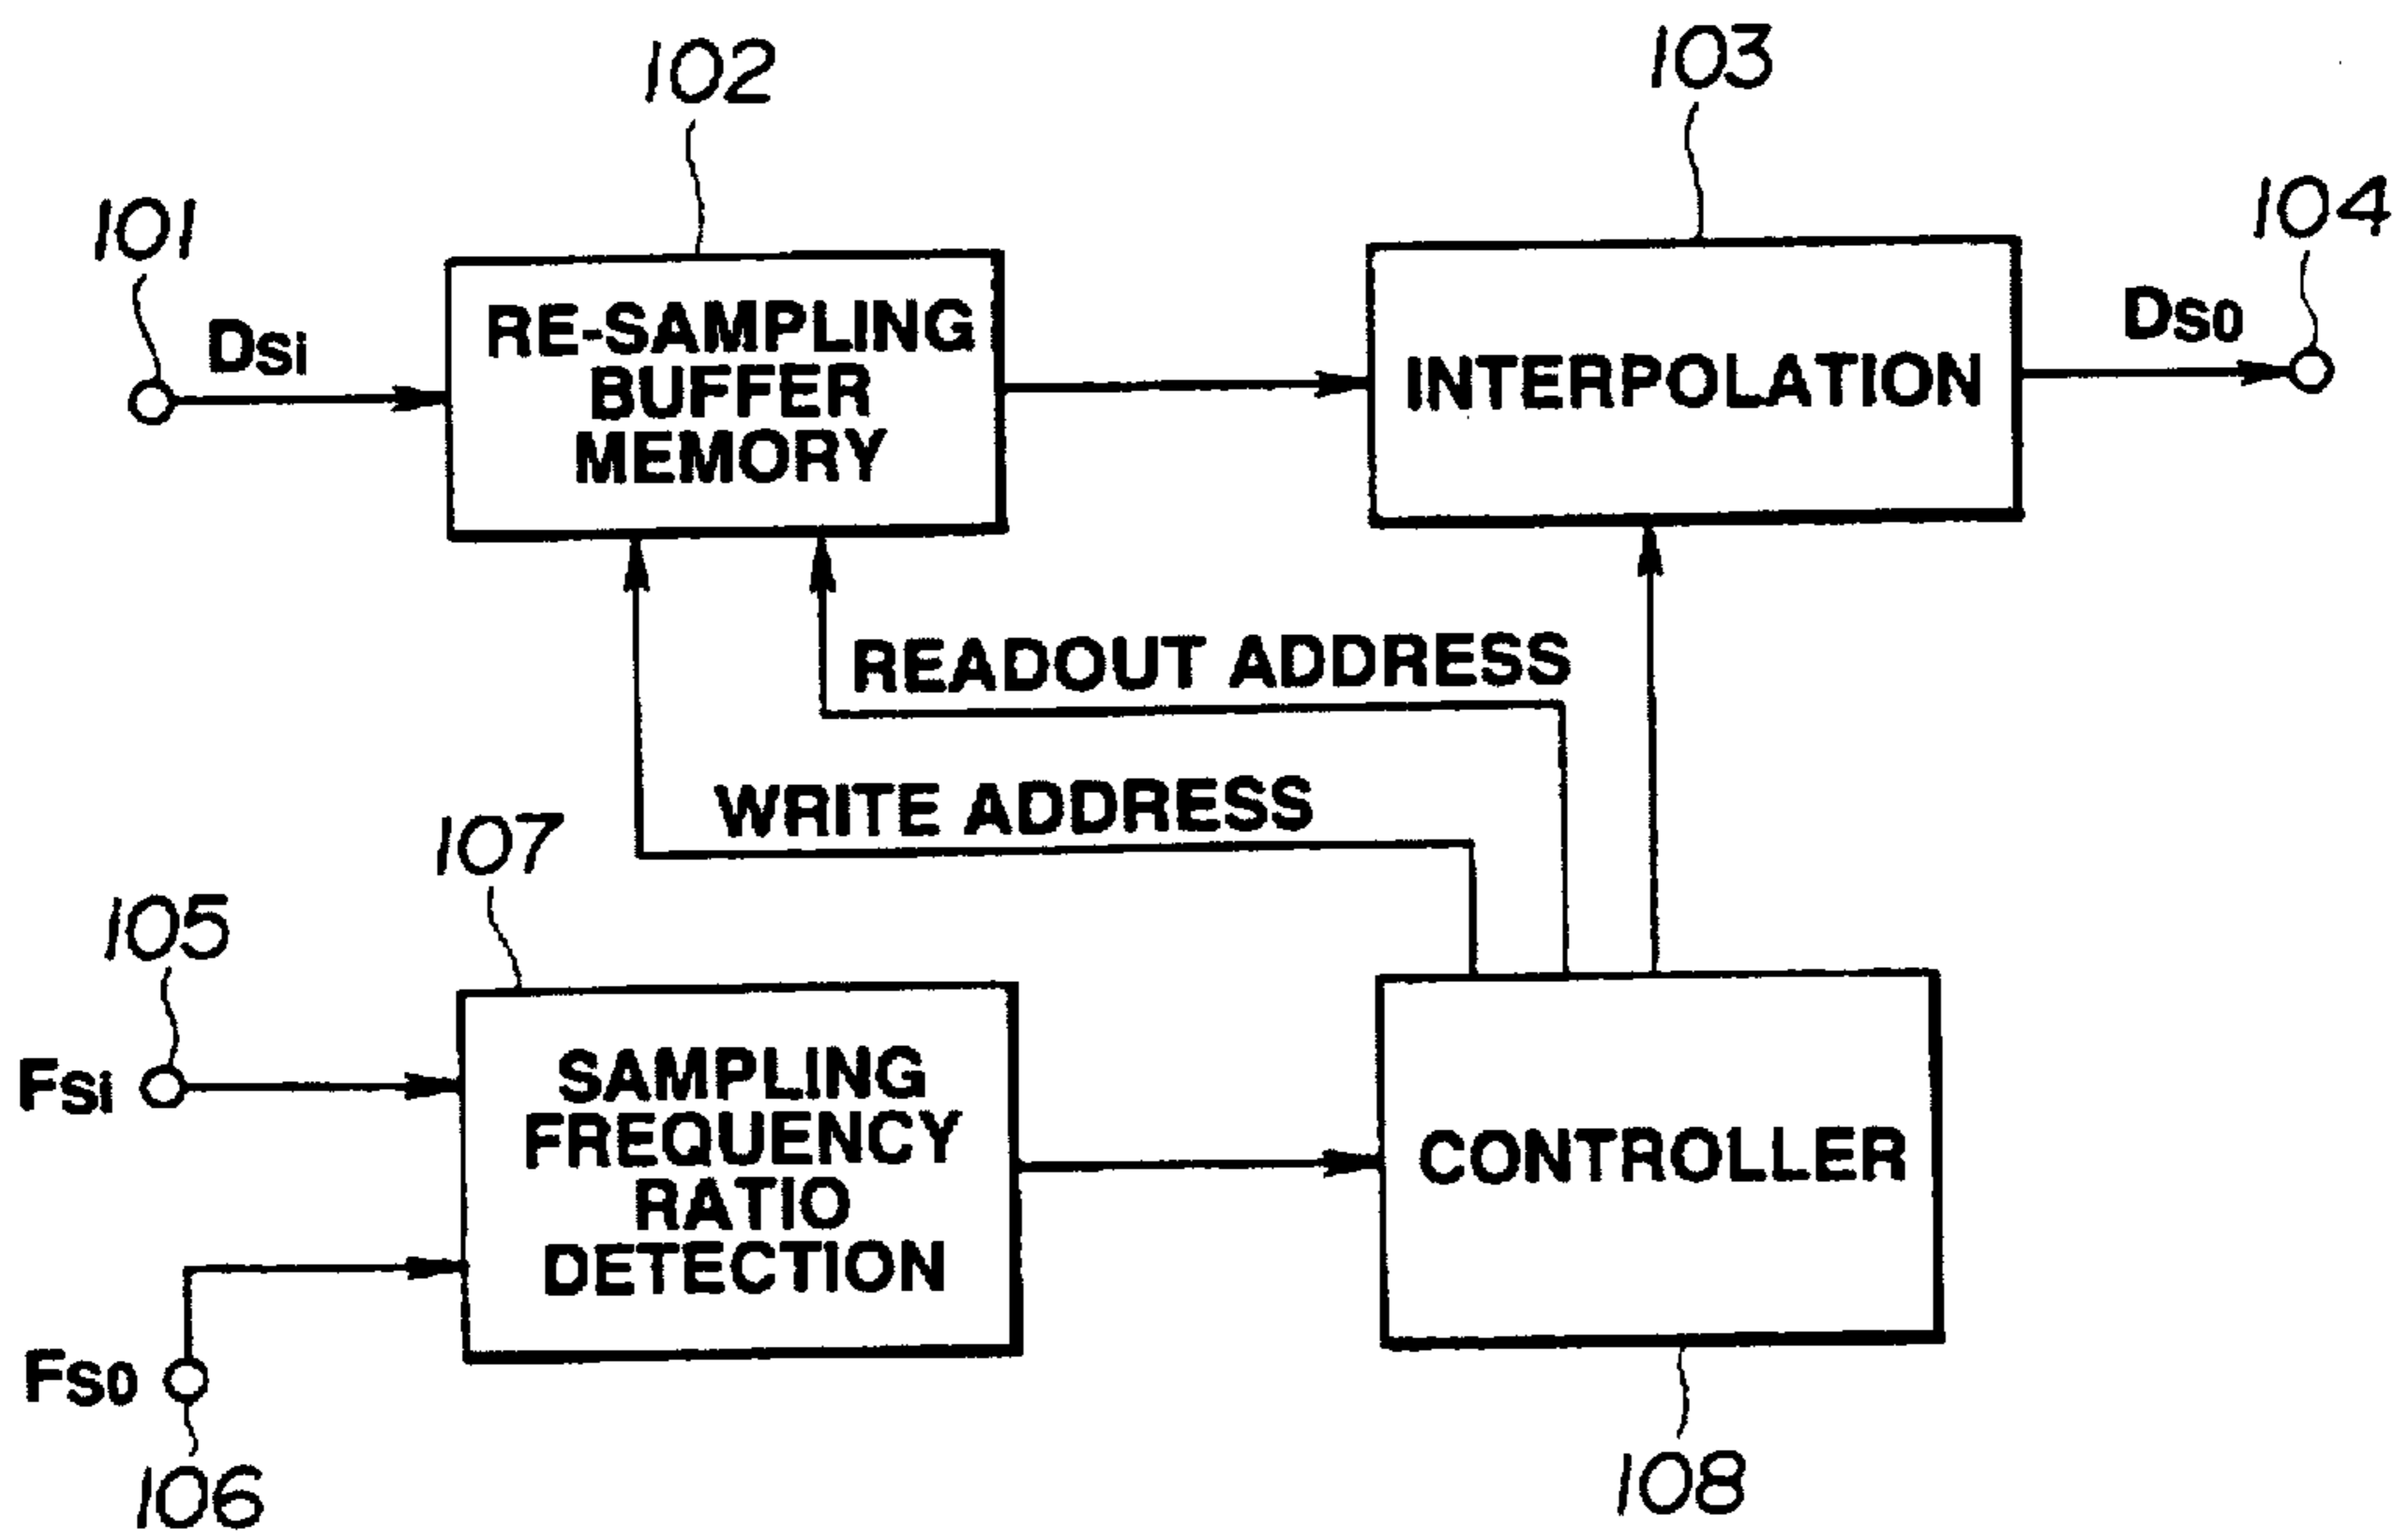 102
103
101
104
DSi
RE-SAMPLING
BUFFER
MEMORY
INTERPOLATION
DS0
READOUT ADDRESS
WRITE ADDRESS
107
105
FSi
SAMPLING
FREQUENCY
RATIO
DETECTION
CONTROLLER
FS0
106
108